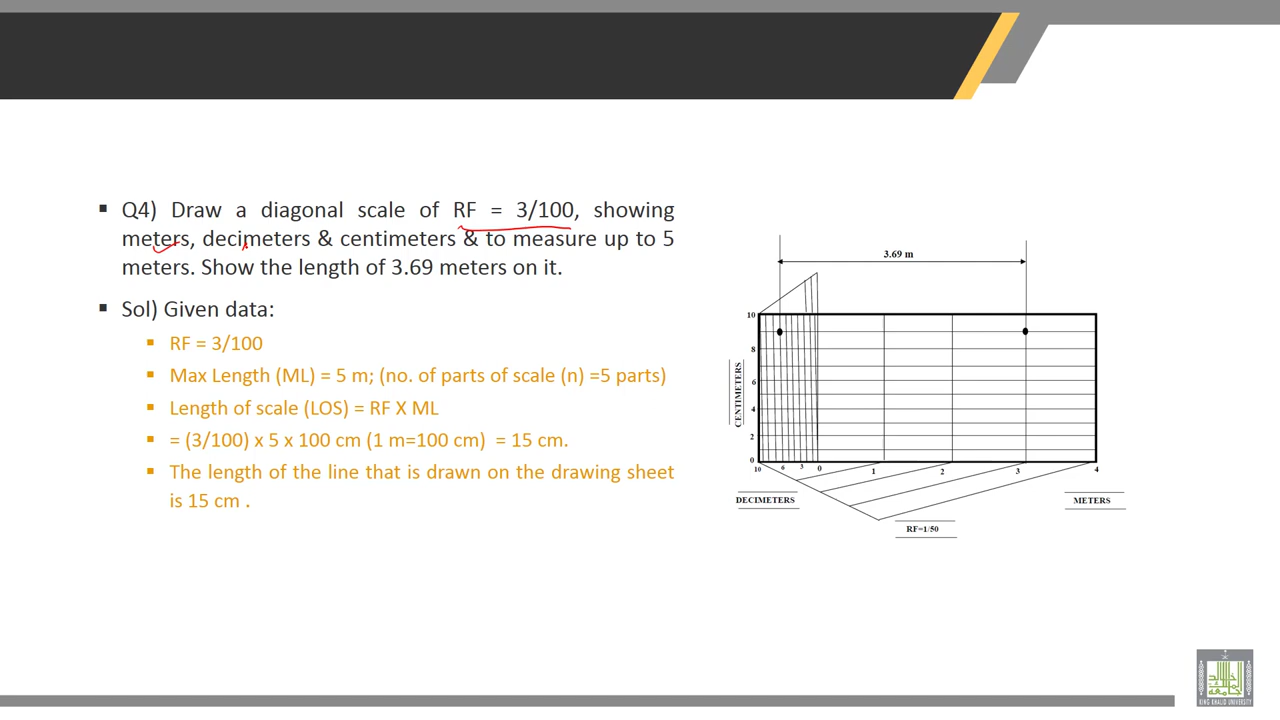 Q4) Draw a diagonal scale of RF = 3/100, showing
meters, decimeters & centimeters & to measure up to 5
meters. Show the length of 3.69 meters on it.
Sol) Given data:
RF = 3/100
Max Length (ML) = 5 m; (no. of parts of scale (n) =5 parts)
Length of scale (LOS) = RF X ML
= (3/100) x 5 x 100 cm (1 m=100 cm) = 15 cm.
The length of the line that is drawn on the drawing sheet
is 15 cm .
3.69 m
10
8
6
4
2
0
CENTIMETERS
10 6 3 0 1 2 3 4
DECIMETERS
METERS
RF=1/50
KING KHALID UNIVERSITY